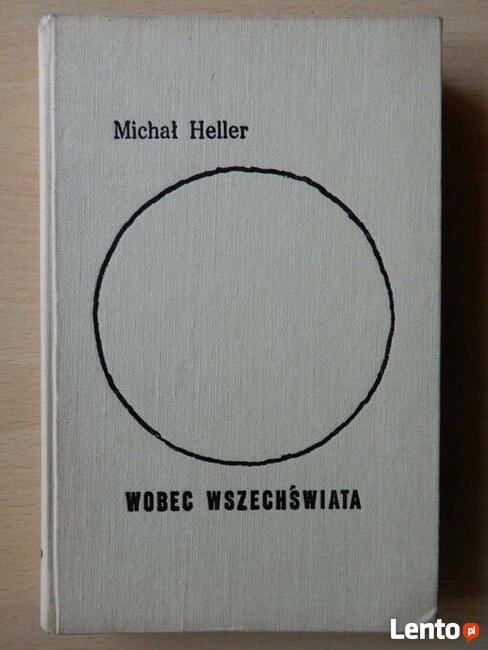 Michał Heller
WOBEC WSZECHŚWIATA
Lento pl